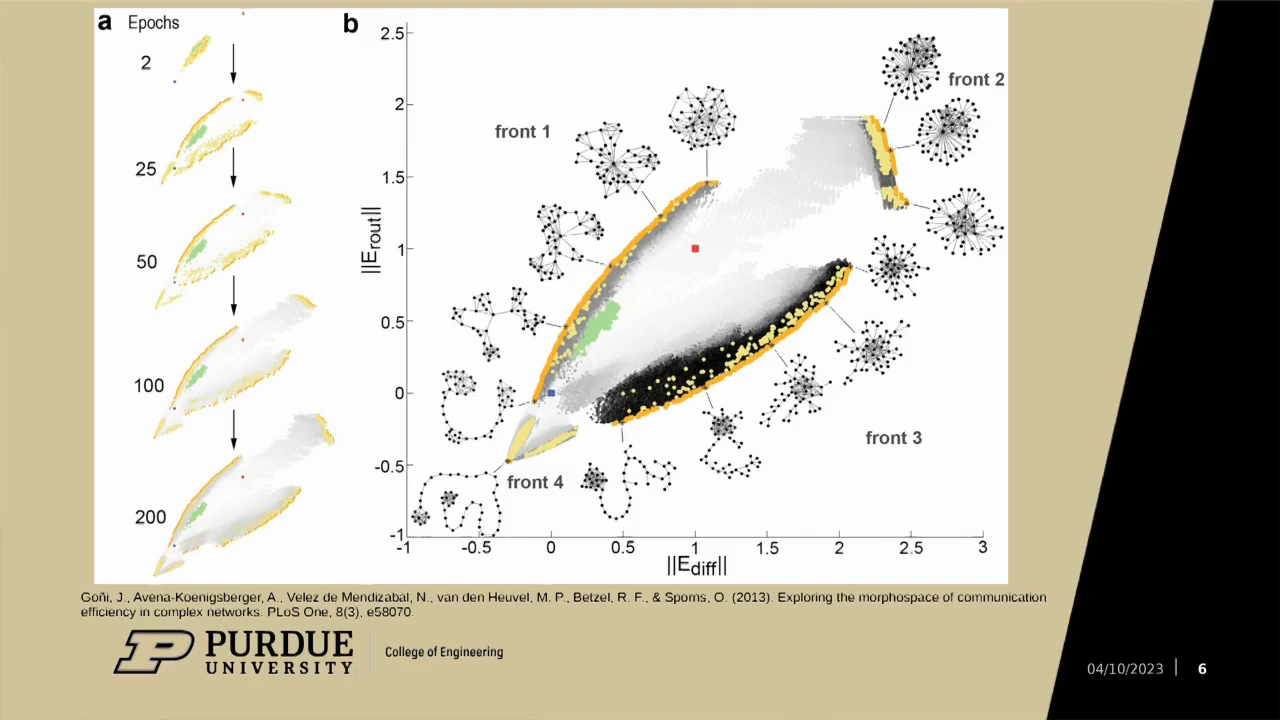 a Epochs
2
25
50
100
200
b
2.5
2
1.5
1
0.5
0
-0.5
-1
||Erout||
front 1
front 2
front 3
front 4
-1 -0.5 0 0.5 1 1.5 2 2.5 3
||Ediff||
Goñi, J., Avena-Koenigsberger, A., Velez de Mendizabal, N., van den Heuvel, M. P., Betzel, R. F., & Sporns, O. (2013). Exploring the morphospace of communication
efficiency in complex networks. PLoS One, 8(3), e58070.
P PURDUE
UNIVERSITY
College of Engineering
04/10/2023 | 6